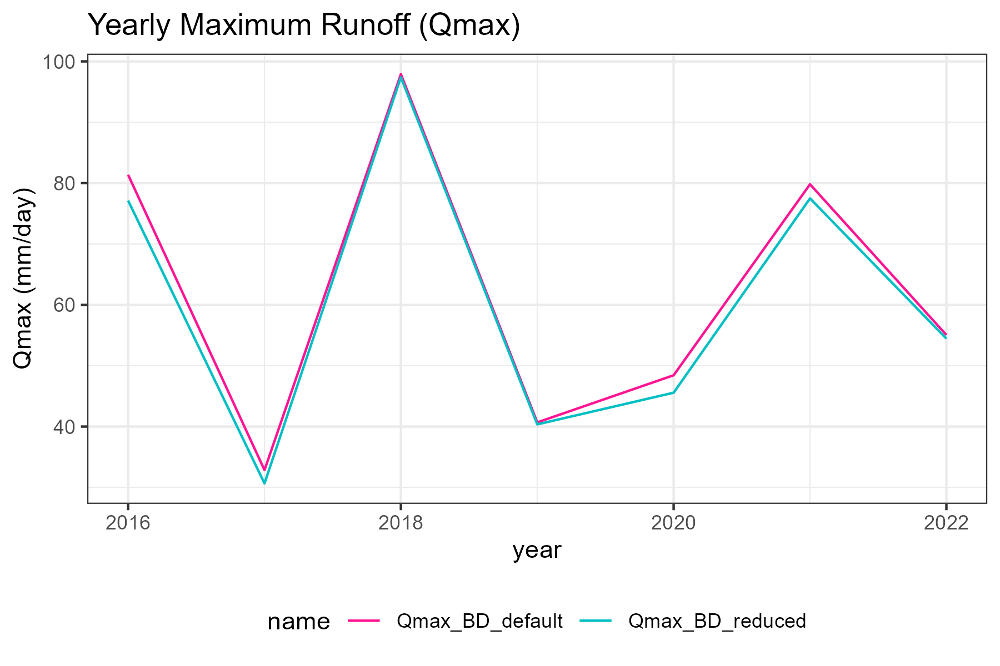 Yearly Maximum Runoff (Qmax)
Qmax (mm/day)
100
80
60
40
2016 2018 2020 2022
year
name Qmax_BD_default Qmax_BD_reduced